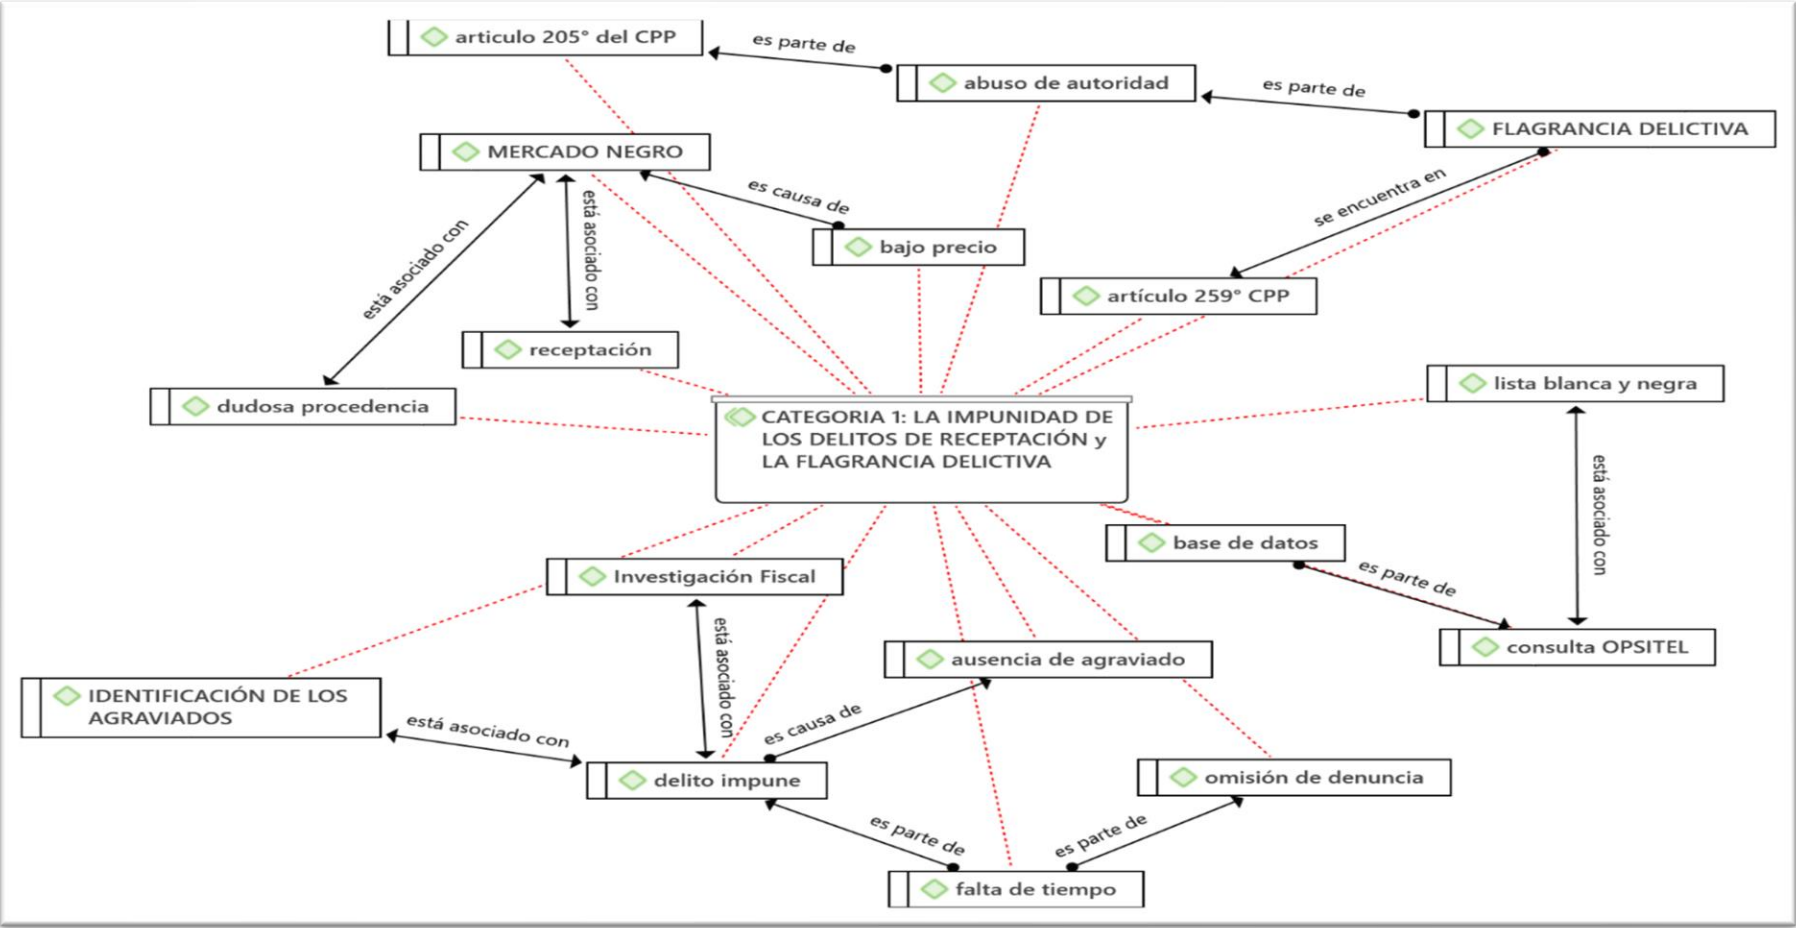 articulo 205° del CPP
es parte de
abuso de autoridad
es parte de
FLAGRANCIA DELICTIVA
MERCADO NEGRO
es causa de
se encuentra en
está asociado con
está asociado con
bajo precio
artículo 259° CPP
receptación
dudosa procedencia
lista blanca y negra
CATEGORIA 1: LA IMPUNIDAD DE
LOS DELITOS DE RECEPTACIÓN y
LA FLAGRANCIA DELICTIVA
está asociado con
base de datos
es parte de
Investigación Fiscal
consulta OPSITEL
está asociado con
ausencia de agraviado
IDENTIFICACIÓN DE LOS
AGRAVIADOS
está asociado con
es causa de
delito impune
omisión de denuncia
es parte de
es parte de
falta de tiempo